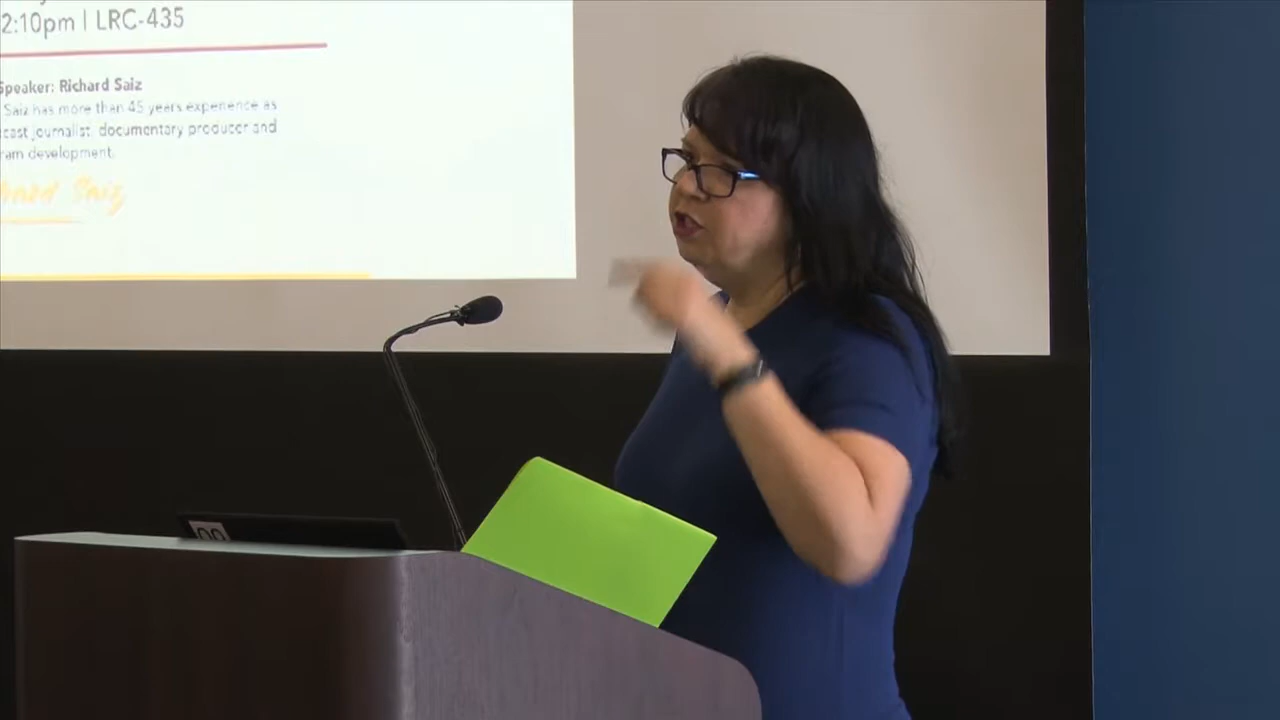 2:10pm | LRC-435
Speaker: Richard Saiz
Saiz has more than 45 years experience as
cast journalist, documentary producer and
ram development.
Saiz